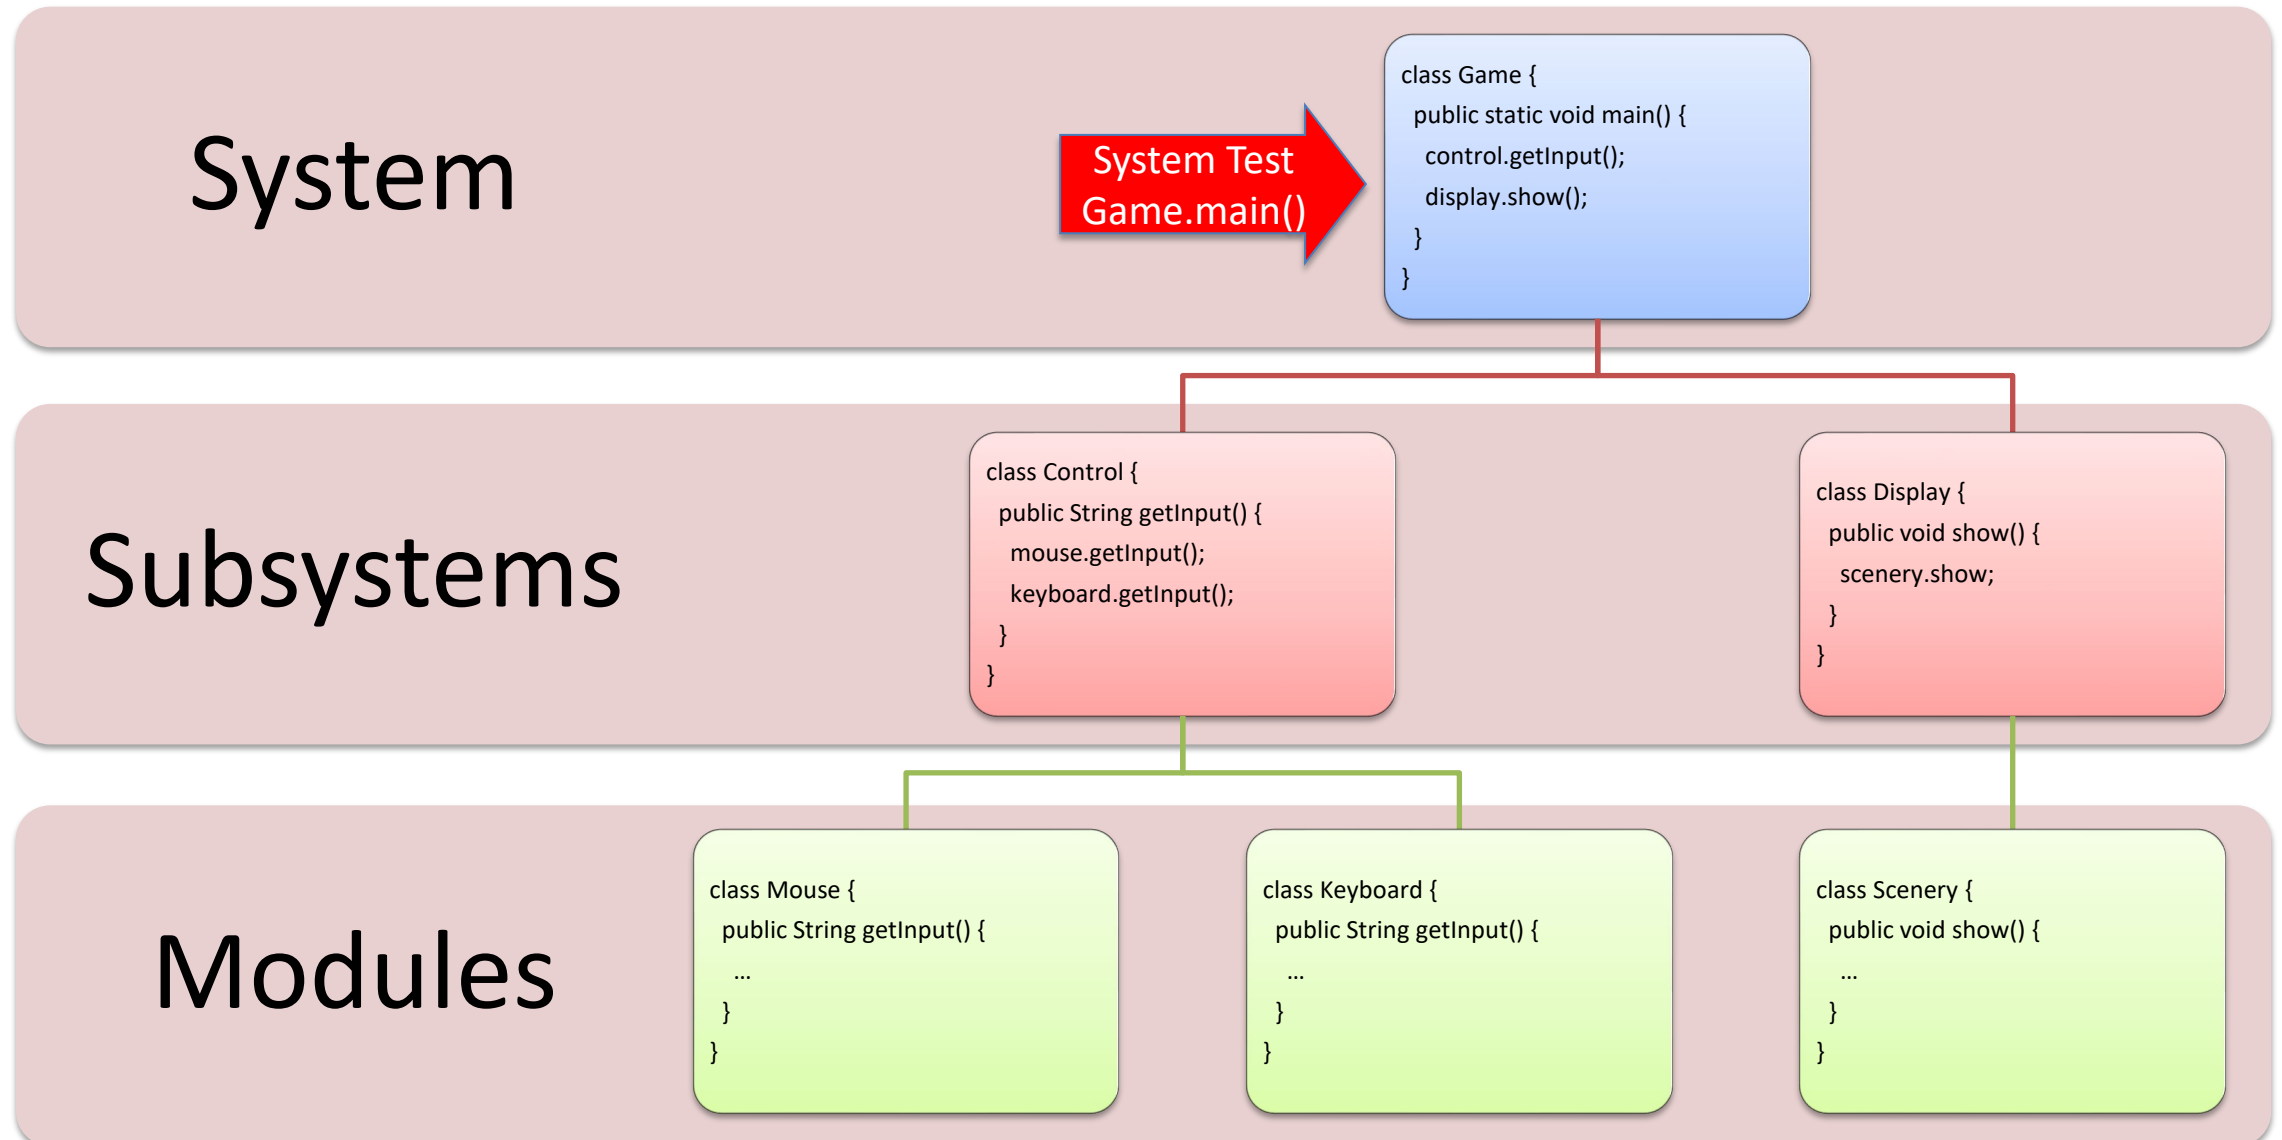 System
System Test
Game.main()
class Game {
public static void main() {
control.getInput();
display.show();
}
}
Subsystems
class Control {
public String getInput() {
mouse.getInput();
keyboard.getInput();
}
}
class Display {
public void show() {
scenery.show;
}
}
Modules
class Mouse {
public String getInput() {
…
}
}
class Keyboard {
public String getInput() {
…
}
}
class Scenery {
public void show() {
…
}
}